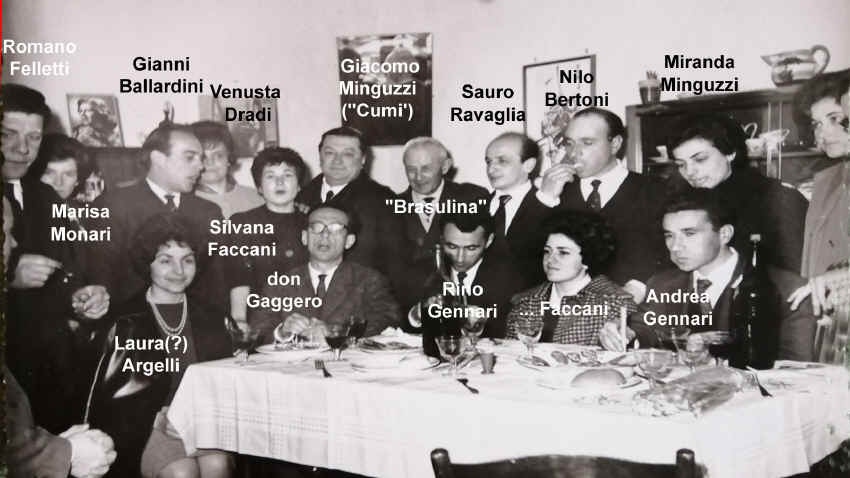 Romano
Felletti
Gianni
Ballardini
Venusta
Dradi
Giacomo
Minguzzi
("Cumi')
Sauro
Ravaglia
Nilo
Bertoni
Miranda
Minguzzi
Marisa
Monari
Silvana
Faccani
"Brasulina"
don
Gaggero
Rino
Gennari
... Faccani
Andrea
Gennari
Laura(?)
Argelli